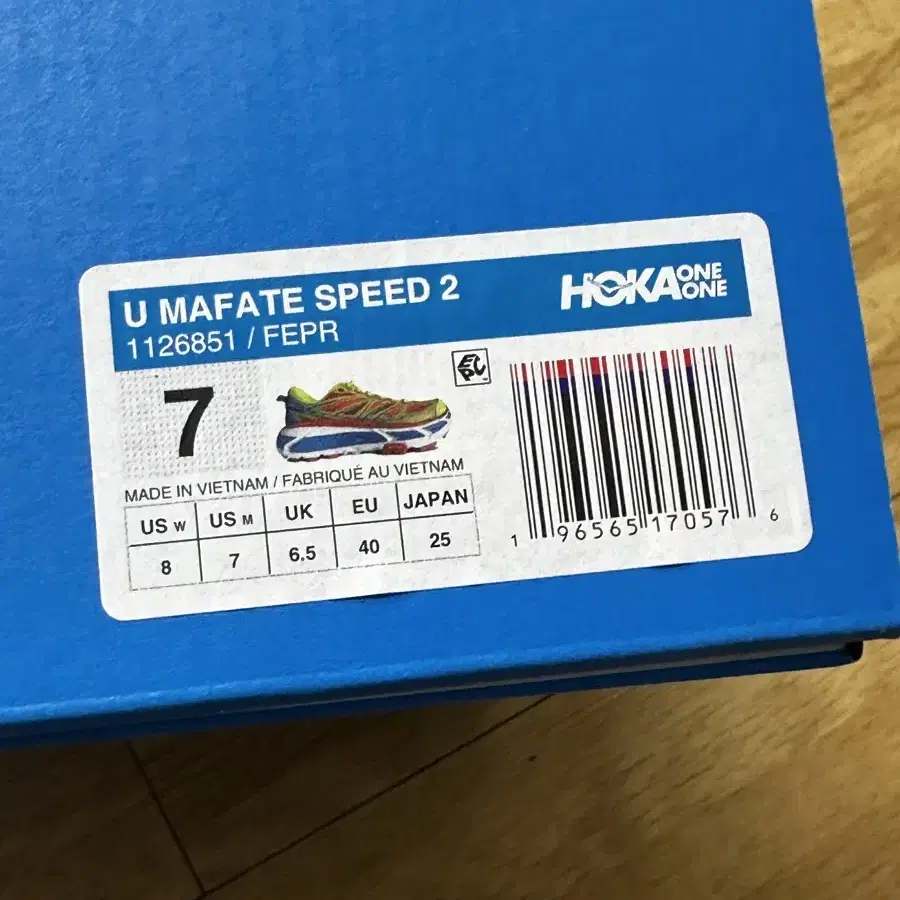 U MAFATE SPEED 2
1126851 / FEPR
HOKA ONE ONE
7
EPC
MADE IN VIETNAM / FABRIQUÉ AU VIETNAM
US W US M UK EU JAPAN
8 7 6.5 40 25
1 96565 17057 6